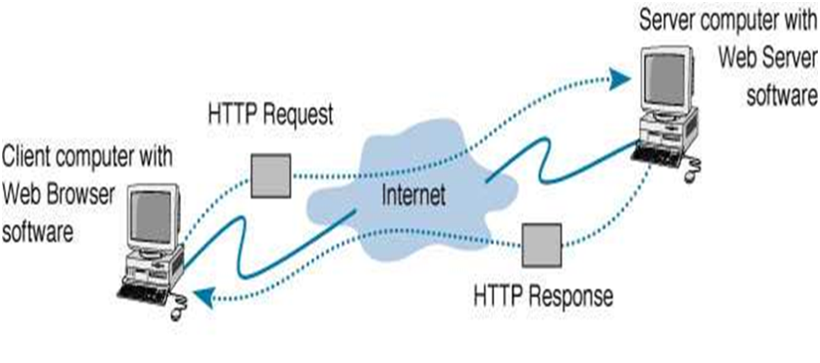 Server computer with
Web Server
software
HTTP Request
Client computer with
Web Browser
software
Internet
HTTP Response